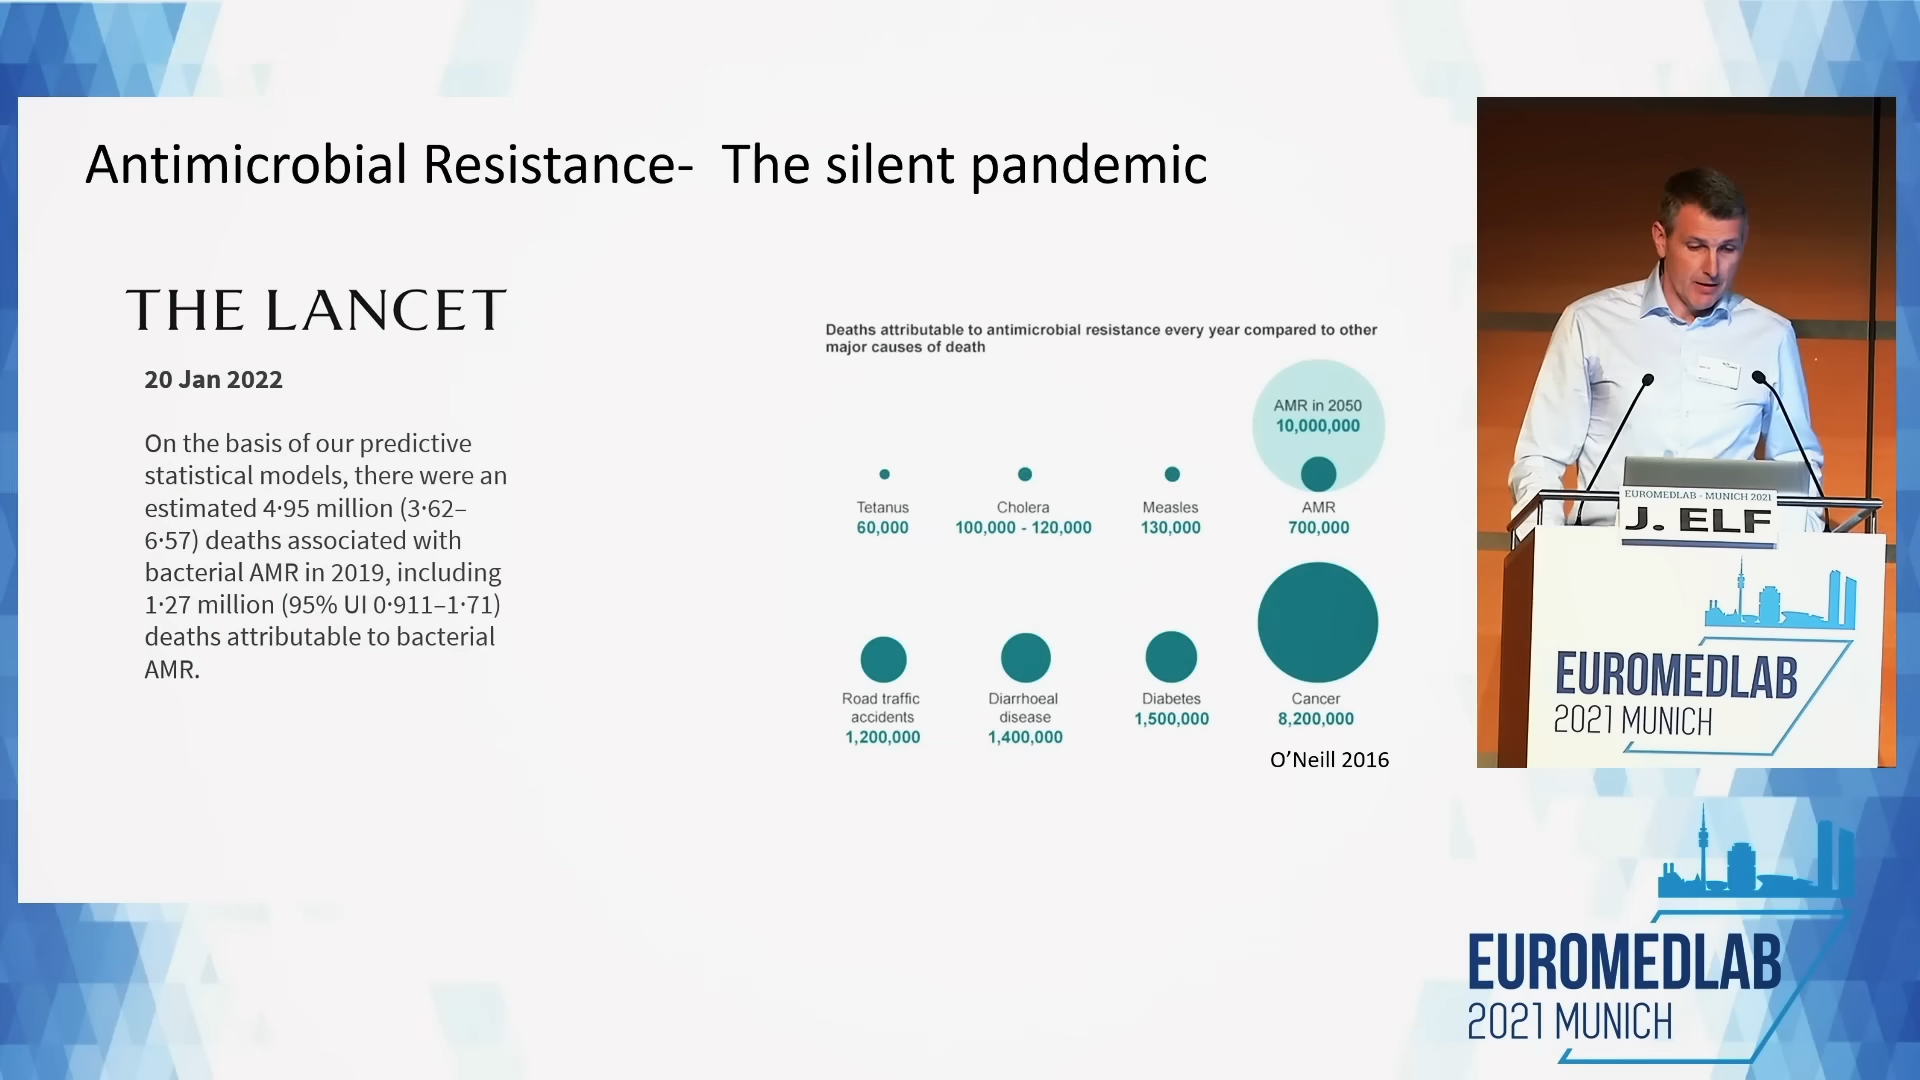 Antimicrobial Resistance-  The silent pandemic
THE LANCET
20 Jan 2022
On the basis of our predictive
statistical models, there were an
estimated 4·95 million (3·62–
6·57) deaths associated with
bacterial AMR in 2019, including
1·27 million (95% UI 0·911–1·71)
deaths attributable to bacterial
AMR.
Deaths attributable to antimicrobial resistance every year compared to other
major causes of death
AMR in 2050
10,000,000
Tetanus
60,000
Cholera
100,000 - 120,000
Measles
130,000
AMR
700,000
Road traffic
accidents
1,200,000
Diarrhoeal
disease
1,400,000
Diabetes
1,500,000
Cancer
8,200,000
O’Neill 2016
EUROMEDLAB - MUNICH 2021
J. ELF
EUROMEDLAB
2021 MUNICH
EUROMEDLAB
2021 MUNICH